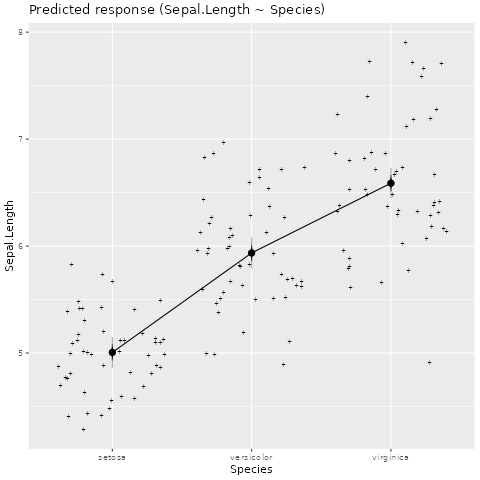 Predicted response (Sepal.Length ~ Species)
8
7
6
5
Sepal.Length
setosa
versicolor
virginica
Species